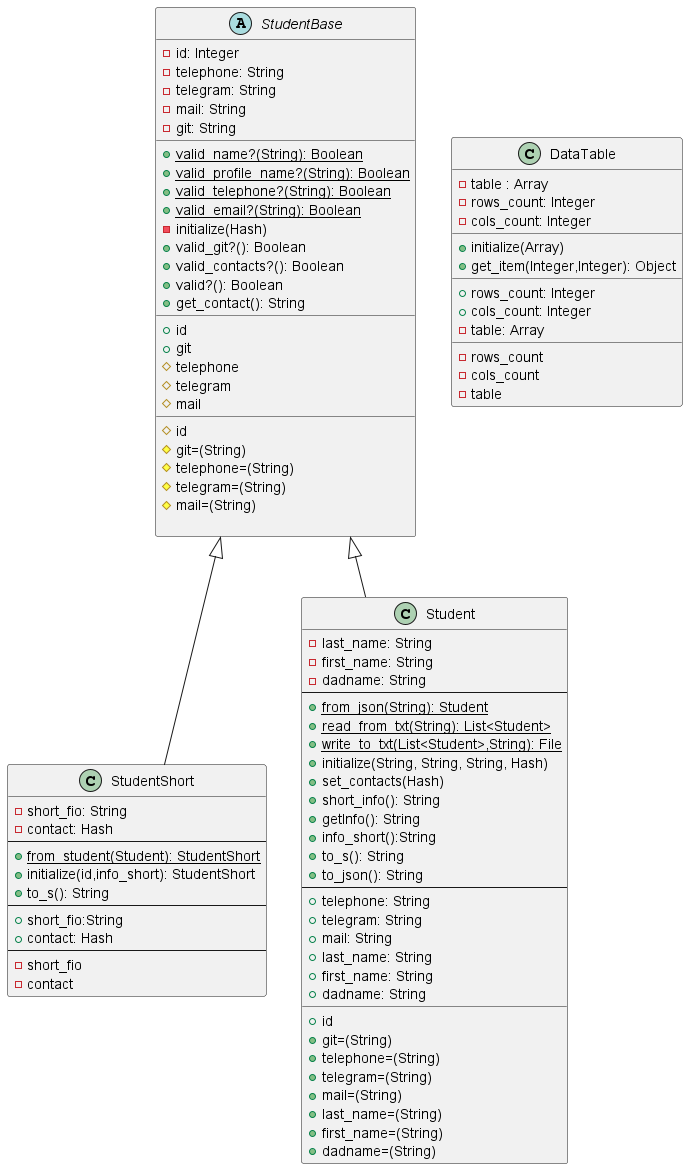 A StudentBase
id: Integer
telephone: String
telegram: String
mail: String
git: String
valid_name?(String): Boolean
valid_profile_name?(String): Boolean
valid_telephone?(String): Boolean
valid_email?(String): Boolean
initialize(Hash)
valid_git?(): Boolean
valid_contacts?(): Boolean
valid?(): Boolean
get_contact(): String
id
git
telephone
telegram
mail
id
git=(String)
telephone=(String)
telegram=(String)
mail=(String)
C DataTable
table : Array
rows_count: Integer
cols_count: Integer
initialize(Array)
get_item(Integer,Integer): Object
rows_count: Integer
cols_count: Integer
table: Array
rows_count
cols_count
table
C StudentShort
short_fio: String
contact: Hash
from_student(Student): StudentShort
initialize(id,info_short): StudentShort
to_s(): String
short_fio:String
contact: Hash
short_fio
contact
C Student
last_name: String
first_name: String
dadname: String
from_json(String): Student
read_from_txt(String): List<Student>
write_to_txt(List<Student>,String): File
initialize(String, String, String, Hash)
set_contacts(Hash)
short_info(): String
getInfo(): String
info_short():String
to_s(): String
to_json(): String
telephone: String
telegram: String
mail: String
last_name: String
first_name: String
dadname: String
id
git=(String)
telephone=(String)
telegram=(String)
mail=(String)
last_name=(String)
first_name=(String)
dadname=(String)